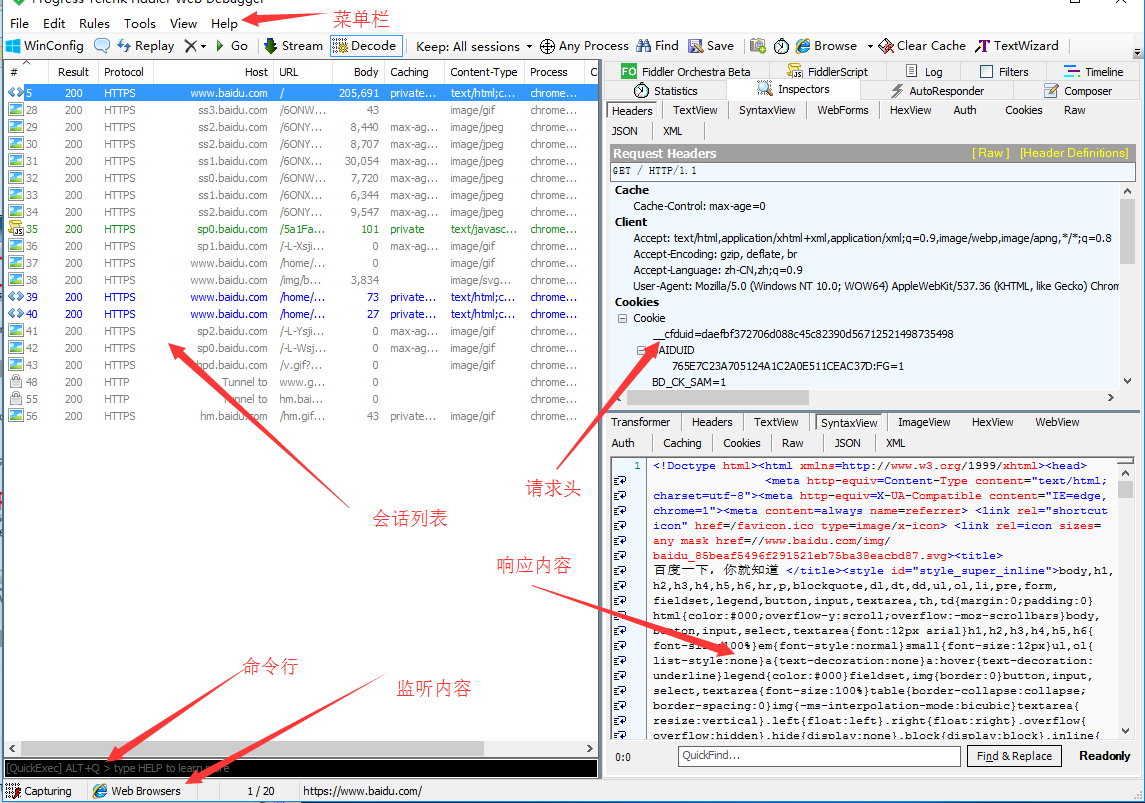 Progress Telerik Fiddler Web Debugger
File Edit Rules Tools View Help
菜单栏
WinConfig Replay Go Stream Decode Keep: All sessions Any Process Find Save Browse Clear Cache TextWizard
# Result Protocol Host URL Body Caching Content-Type Process C
5 200 HTTPS www.baidu.com / 205,691 private... text/html;c... chrome...
28 200 HTTPS ss3.baidu.com /6ONW... 43 image/gif chrome...
29 200 HTTPS ss2.baidu.com /6ONY... 8,440 max-ag... image/jpeg chrome...
30 200 HTTPS ss2.baidu.com /6ONY... 8,707 max-ag... image/jpeg chrome...
31 200 HTTPS ss1.baidu.com /6ONX... 30,054 max-ag... image/jpeg chrome...
32 200 HTTPS ss0.baidu.com /6ONW... 7,720 max-ag... image/jpeg chrome...
33 200 HTTPS ss1.baidu.com /6ONX... 6,344 max-ag... image/jpeg chrome...
34 200 HTTPS ss2.baidu.com /6ONY... 9,547 max-ag... image/jpeg chrome...
35 200 HTTPS sp0.baidu.com /5a1Fa... 101 private text/javasc... chrome...
36 200 HTTPS sp1.baidu.com /-L-Xsji... 0 max-ag... image/gif chrome...
37 200 HTTPS www.baidu.com /home/... 0 image/gif chrome...
38 200 HTTPS www.baidu.com /img/b... 3,834 image/svg... chrome...
39 200 HTTPS www.baidu.com /home/... 73 private... text/html;c... chrome...
40 200 HTTPS www.baidu.com /home/... 27 private... text/html;c... chrome...
41 200 HTTPS sp2.baidu.com /-L-Ysji... 0 max-ag... image/gif chrome...
42 200 HTTPS sp0.baidu.com /-L-Wsj... 0 max-ag... image/gif chrome...
43 200 HTTPS hpd.baidu.com /v.gif?... 0 image/gif chrome...
48 200 HTTP Tunnel to www.g... 0 chrome...
55 200 HTTP Tunnel to hm.bai... 0 chrome...
56 200 HTTPS hm.baidu.com /hm.gif... 43 private... image/gif chrome...
会话列表
命令行
监听内容
[QuickExec] ALT+Q > type HELP to learn more
Capturing Web Browsers 1 / 20 https://www.baidu.com/
FO Fiddler Orchestra Beta JS FiddlerScript Log Filters Timeline
Statistics Inspectors AutoResponder Composer
Headers TextView SyntaxView WebForms HexView Auth Cookies Raw
JSON XML
Request Headers [ Raw ] [Header Definitions]
GET / HTTP/1.1
Cache
Cache-Control: max-age=0
Client
Accept: text/html,application/xhtml+xml,application/xml;q=0.9,image/webp,image/apng,*/*;q=0.8
Accept-Encoding: gzip, deflate, br
Accept-Language: zh-CN,zh;q=0.9
User-Agent: Mozilla/5.0 (Windows NT 10.0; WOW64) AppleWebKit/537.36 (KHTML, like Gecko) Chrom
Cookies
Cookie
__cfduid=daefbf372706d088c45c82390d56712521498735498
BAIDUID
765E7C23A705124A1C2A0E511CEAC37D:FG=1
BD_CK_SAM=1
请求头
Transformer Headers TextView SyntaxView ImageView HexView WebView
Auth Caching Cookies Raw JSON XML
1 <!Doctype html><html xmlns=http://www.w3.org/1999/xhtml><head>
<meta http-equiv=Content-Type content="text/html;
charset=utf-8"><meta http-equiv=X-UA-Compatible content="IE=edge,
chrome=1"><meta content=always name=referrer> <link rel="shortcut
icon" href=/favicon.ico type=image/x-icon> <link rel=icon sizes=
any mask href=//www.baidu.com/img/
baidu_85beaf5496f291521eb75ba38eacbd87.svg><title>
百度一下，你就知道 </title><style id="style_super_inline">body,h1,
h2,h3,h4,h5,h6,hr,p,blockquote,dl,dt,dd,ul,ol,li,pre,form,
fieldset,legend,button,input,textarea,th,td{margin:0;padding:0}
html{color:#000;overflow-y:scroll;overflow:-moz-scrollbars}body,
button,input,select,textarea{font:12px arial}h1,h2,h3,h4,h5,h6{
font-size:100%}em{font-style:normal}small{font-size:12px}ul,ol{
list-style:none}a{text-decoration:none}a:hover{text-decoration:
underline}legend{color:#000}fieldset,img{border:0}button,input,
select,textarea{font-size:100%}table{border-collapse:collapse;
border-spacing:0}img{-ms-interpolation-mode:bicubic}textarea{
resize:vertical}.left{float:left}.right{float:right}.overflow{
overflow:hidden}.hide{display:none}.block{display:block}.inline{
响应内容
0:0 QuickFind... Find & Replace Readonly